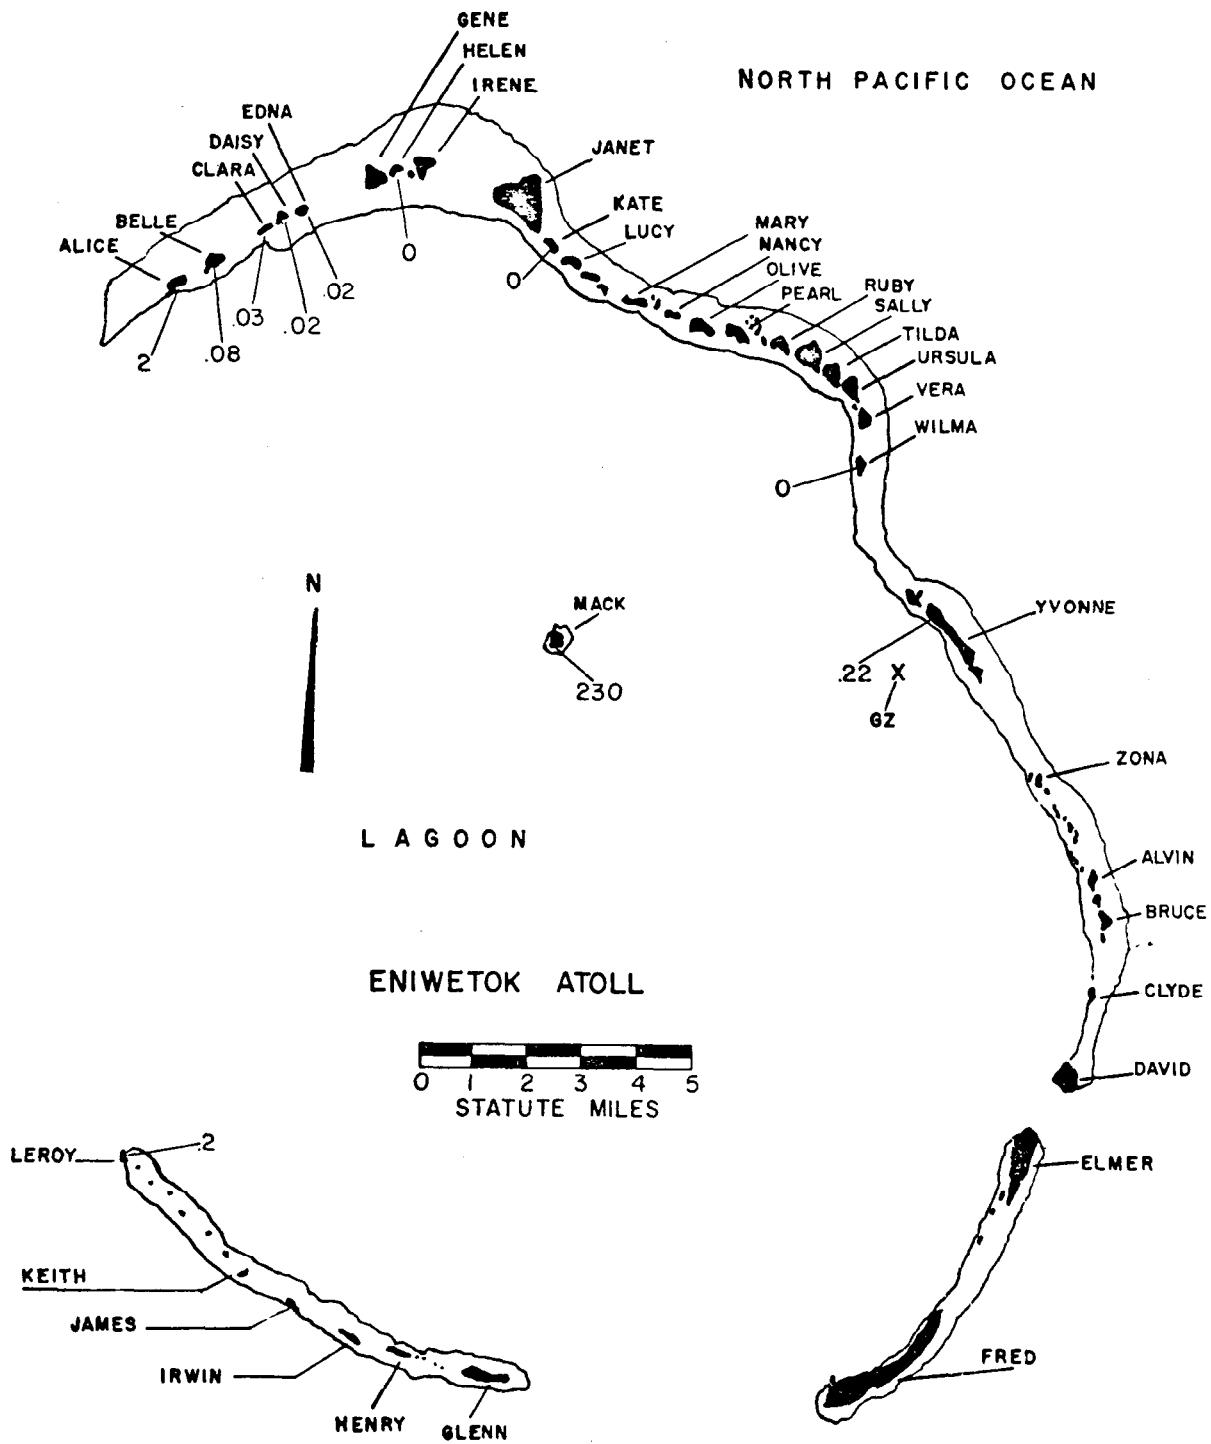 GENE
HELEN
IRENE
NORTH PACIFIC OCEAN
EDNA
DAISY
CLARA
JANET
BELLE
ALICE
KATE
LUCY
MARY
NANCY
OLIVE
PEARL
RUBY
SALLY
TILDA
URSULA
VERA
WILMA
0
0
.02
.03
.02
.08
2
0
N
MACK
230
YVONNE
.22
X
GZ
ZONA
LAGOON
ALVIN
BRUCE
ENIWETOK ATOLL
CLYDE
0 1 2 3 4 5
STATUTE MILES
DAVID
LEROY
.2
ELMER
KEITH
JAMES
IRWIN
HENRY
GLENN
FRED